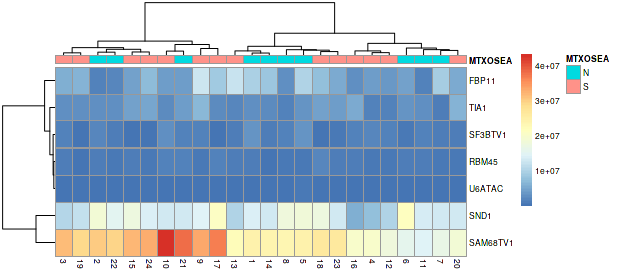 MTXOSEA
FBP11
TIA1
SF3BTV1
RBM45
U6ATAC
SND1
SAM68TV1
3 19 2 22 15 24 10 21 9 17 13 1 14 8 5 18 23 16 4 12 6 11 7 20
4e+07
3e+07
2e+07
1e+07
MTXOSEA
N
S